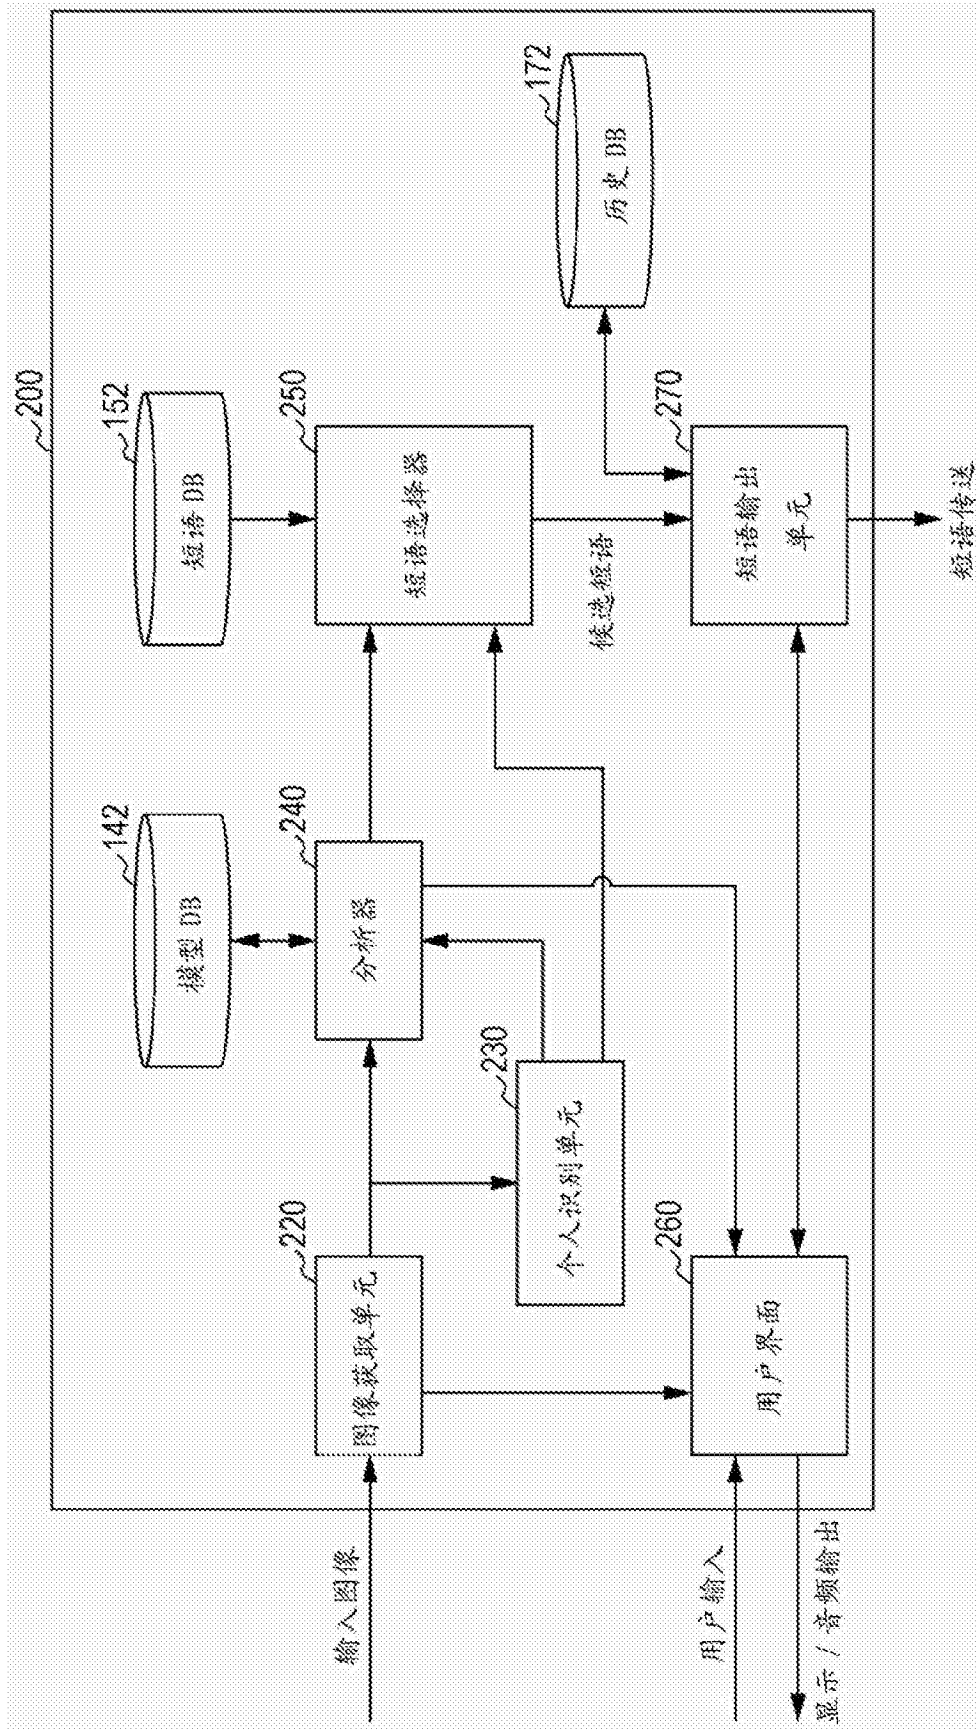 200
142
模型 DB
152
短语 DB
172
历史 DB
输入图像
220
图像获取单元
240
分析器
250
短语选择器
230
个人识别单元
候选短语
用户输入
显示 / 音频输出
260
用户界面
270
短语输出
单元
短语传送